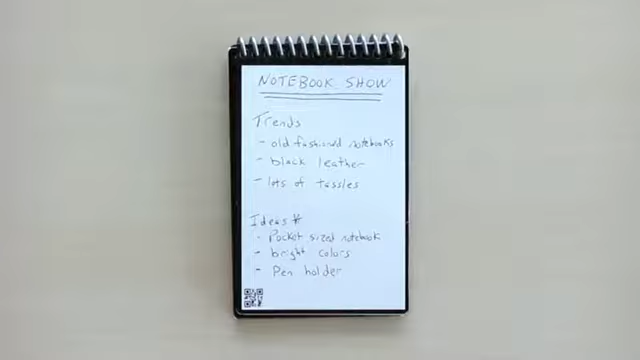 NOTEBOOK SHOW
Trends
- old fashioned notebooks
- black leather
- lots of tassles
Ideas *
- Pocket sized notebook
- bright colors
- Pen holder